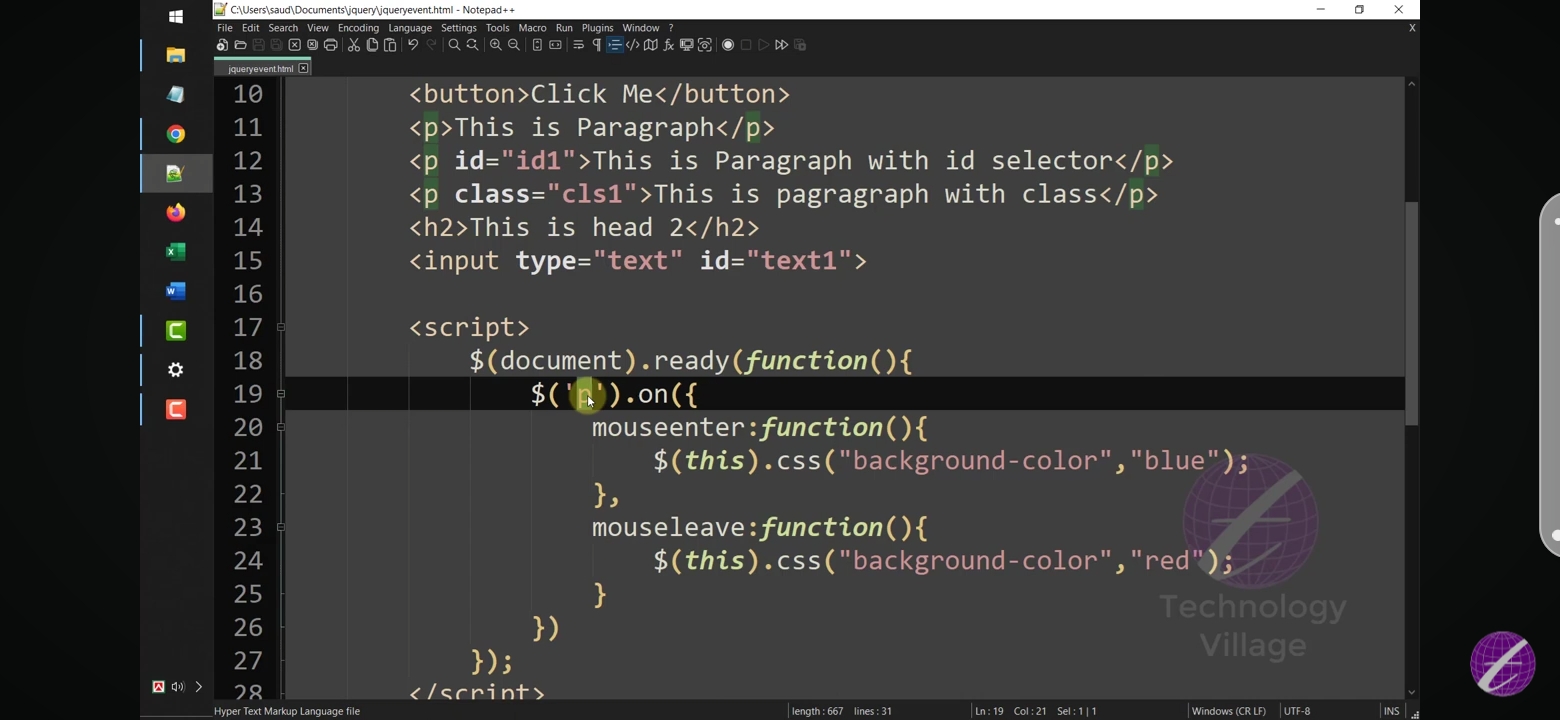 C:\Users\saud\Documents\jquery\jqueryevent.html - Notepad++
File Edit Search View Encoding Language Settings Tools Macro Run Plugins Window ? X
jqueryevent.html
10 <button>Click Me</button>
11 <p>This is Paragraph</p>
12 <p id="id1">This is Paragraph with id selector</p>
13 <p class="cls1">This is pagragraph with class</p>
14 <h2>This is head 2</h2>
15 <input type="text" id="text1">
16
17 <script>
18 $(document).ready(function(){
19 $('p').on({
20 mouseenter:function(){
21 $(this).css("background-color","blue");
22 },
23 mouseleave:function(){
24 $(this).css("background-color","red");
25 }
26 })
27 });
28 </script>
Technology
Village
Hyper Text Markup Language file length : 667 lines : 31 Ln : 19 Col : 21 Sel : 1 | 1 Windows (CR LF) UTF-8 INS